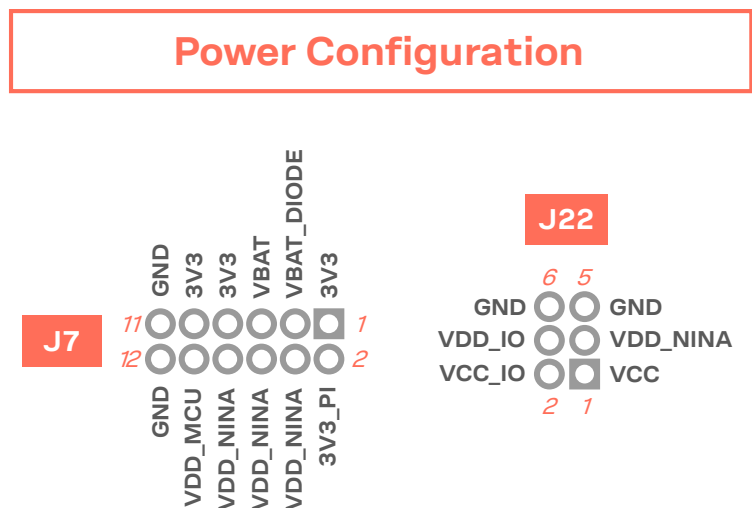 Power Configuration
GND
3V3
3V3
VBAT
VBAT_DIODE
3V3
J7
11
1
12
2
GND
VDD_MCU
VDD_NINA
VDD_NINA
VDD_NINA
3V3_PI
J22
6 5
GND GND
VDD_IO VDD_NINA
VCC_IO VCC
2 1